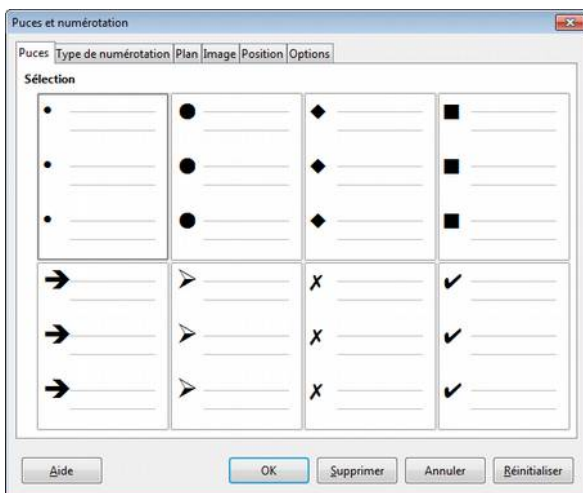 Puces et numérotation
Puces Type de numérotation Plan Image Position Options
Sélection
Aide OK Supprimer Annuler Réinitialiser